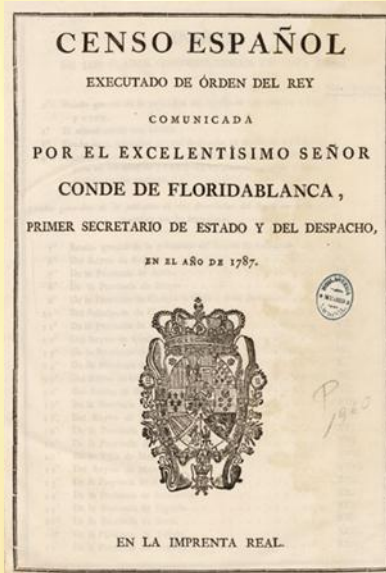 CENSO ESPAÑOL
EXECUTADO DE ÓRDEN DEL REY
COMUNICADA
POR EL EXCELENTÍSIMO SEÑOR
CONDE DE FLORIDABLANCA,
PRIMER SECRETARIO DE ESTADO Y DEL DESPACHO,
EN EL AÑO DE 1787.
EN LA IMPRENTA REAL.